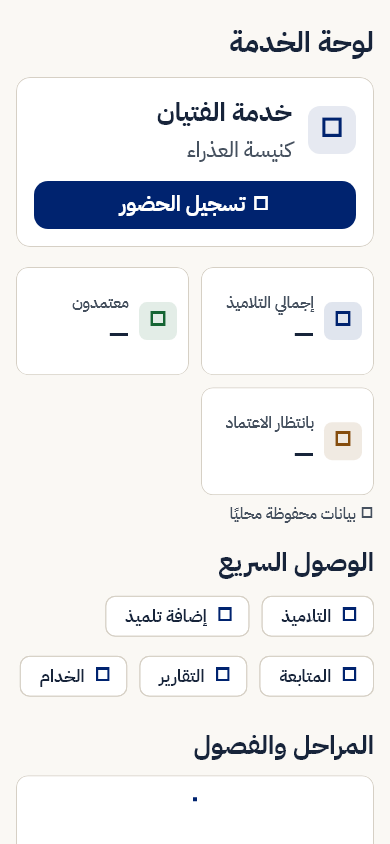 لوحة الخدمة
خدمة الفتيان
كنيسة العذراء
تسجيل الحضور
إجمالي التلاميذ
—
معتمدون
—
بانتظار الاعتماد
—
بيانات محفوظة محليًا
الوصول السريع
التلاميذ
إضافة تلميذ
المتابعة
التقارير
الخدام
المراحل والفصول